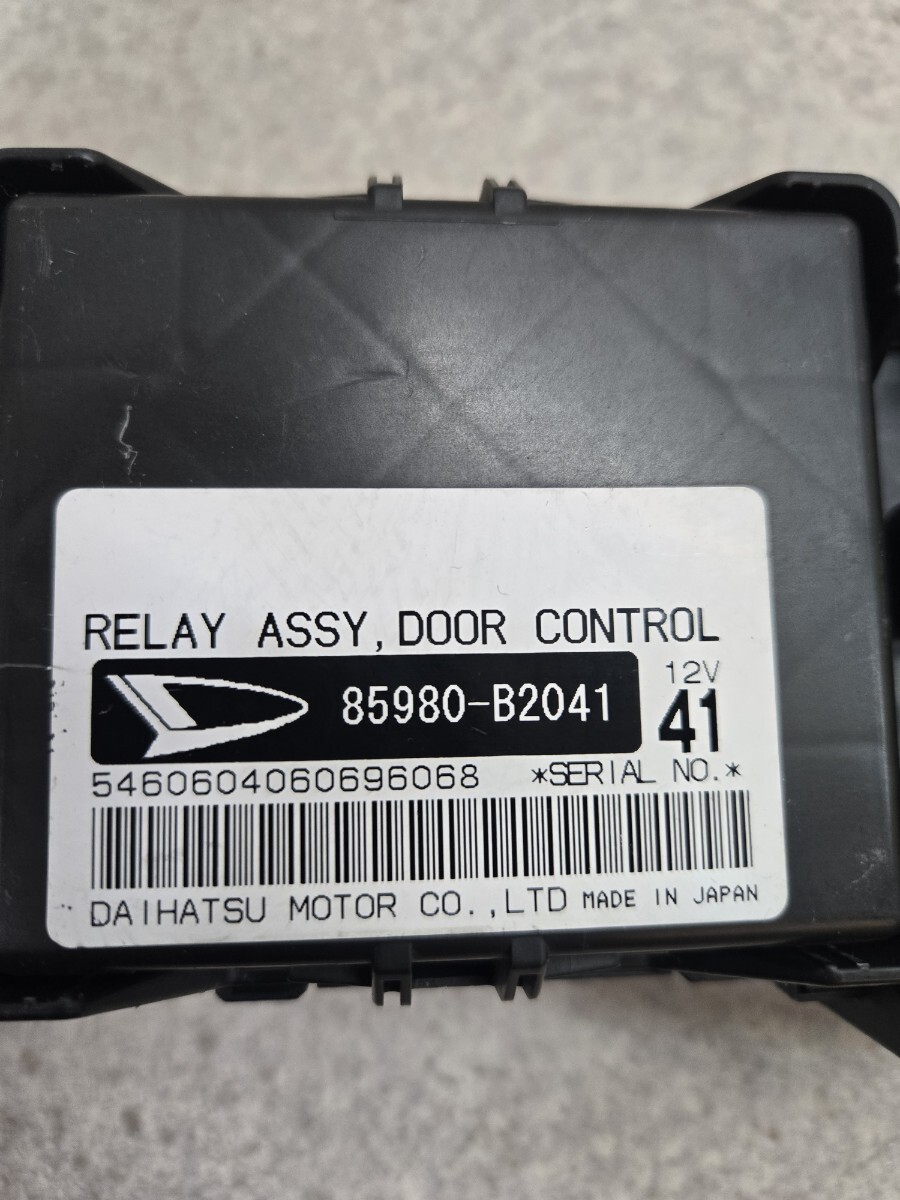 RELAY ASSY, DOOR CONTROL
85980-B2041
12V
41
5460604060696068 *SERIAL NO.*
DAIHATSU MOTOR CO.,LTD MADE IN JAPAN